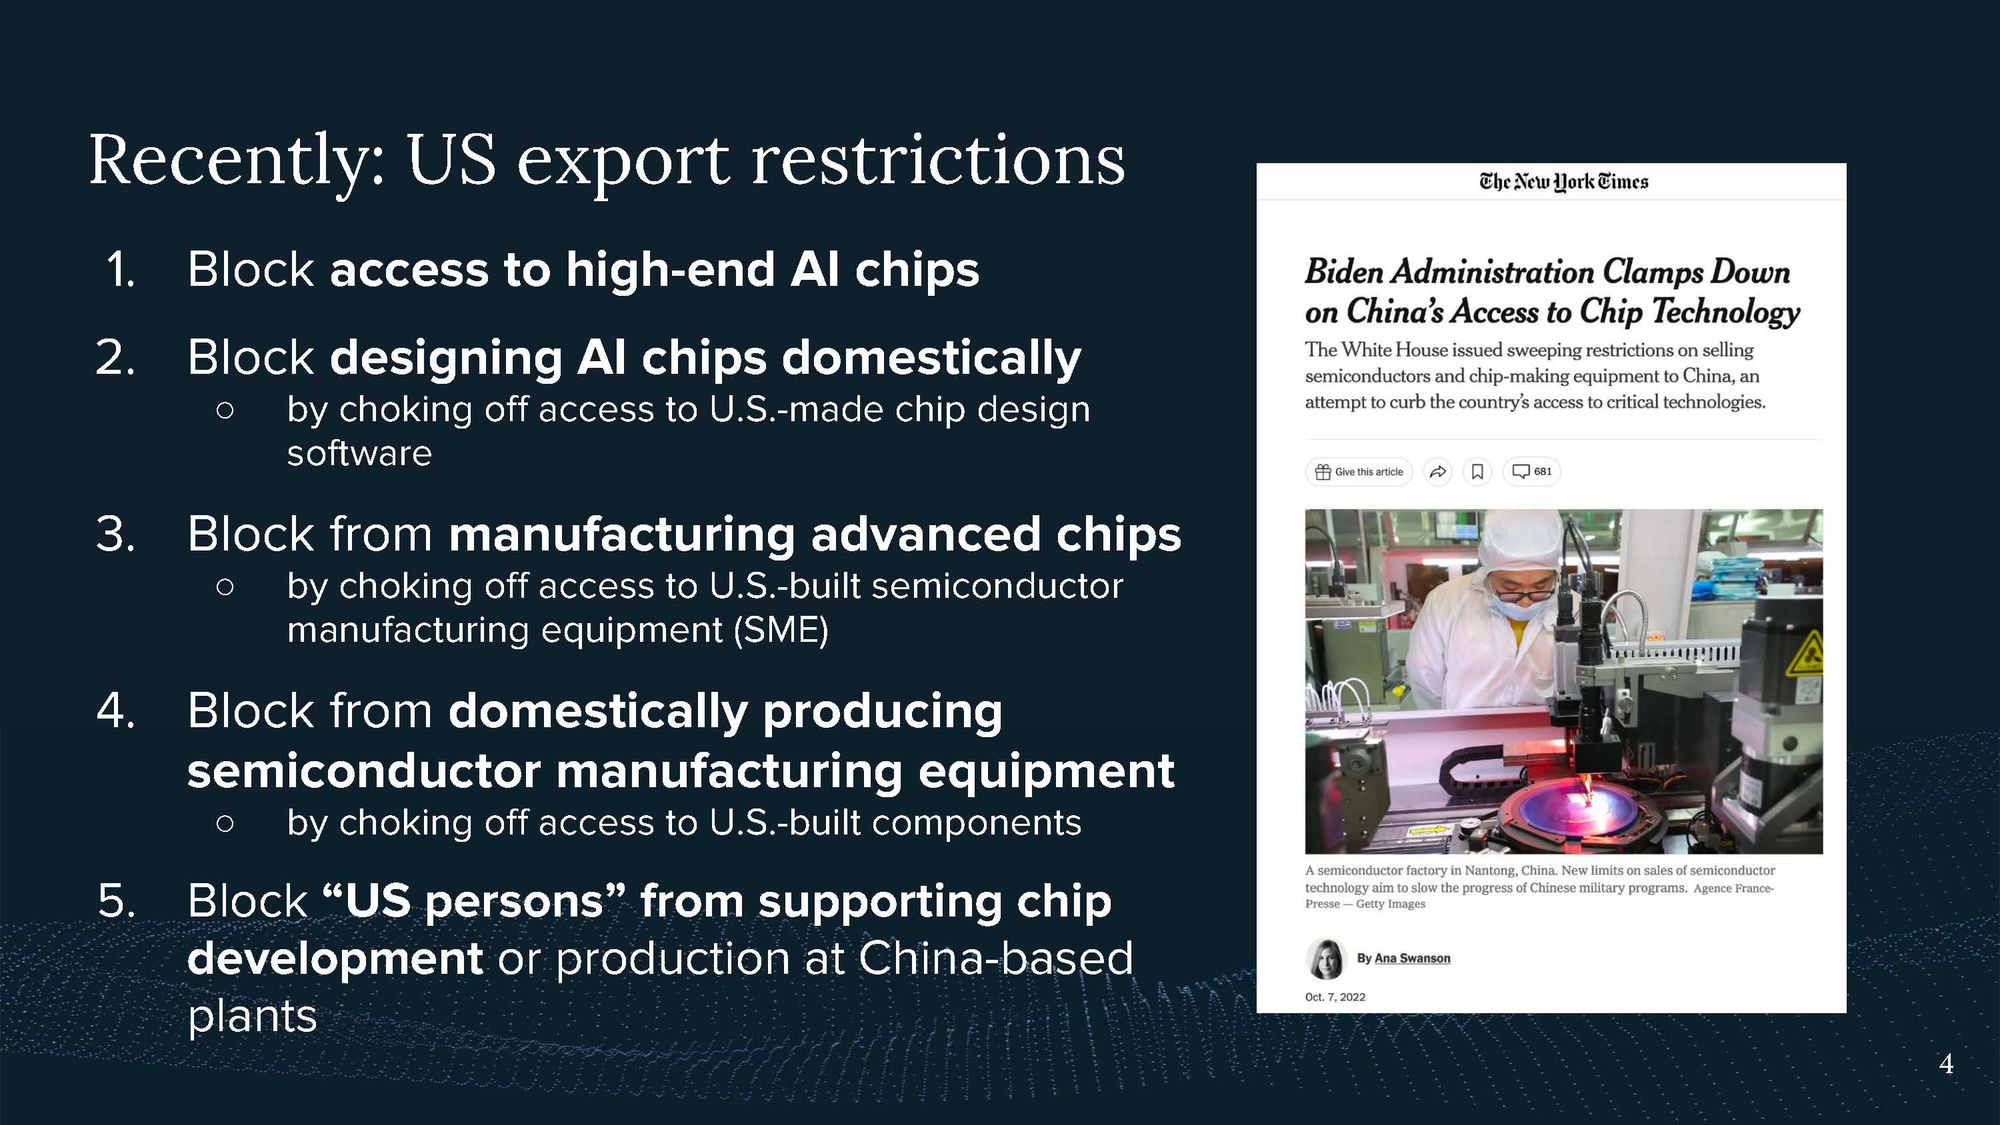 Recently: US export restrictions
1. Block access to high-end AI chips
2. Block designing AI chips domestically
○ by choking off access to U.S.-made chip design
software
3. Block from manufacturing advanced chips
○ by choking off access to U.S.-built semiconductor
manufacturing equipment (SME)
4. Block from domestically producing
semiconductor manufacturing equipment
○ by choking off access to U.S.-built components
5. Block “US persons” from supporting chip
development or production at China-based
plants
The New York Times
Biden Administration Clamps Down
on China’s Access to Chip Technology
The White House issued sweeping restrictions on selling
semiconductors and chip-making equipment to China, an
attempt to curb the country’s access to critical technologies.
Give this article
681
A semiconductor factory in Nantong, China. New limits on sales of semiconductor
technology aim to slow the progress of Chinese military programs. Agence France-
Presse — Getty Images
By Ana Swanson
Oct. 7, 2022
4